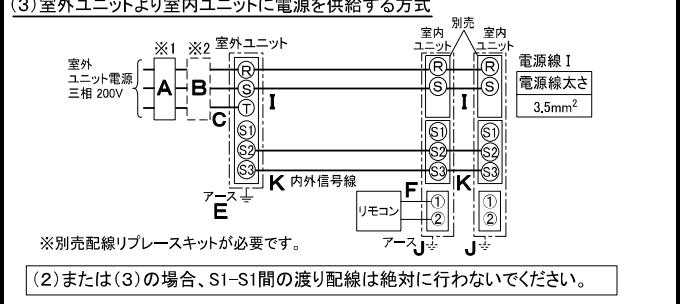 (3)室外ユニットより室内ユニットに電源を供給する方式
※1 ※2 室外ユニット
室内ユニット 別売 室内ユニット
室外ユニット電源 三相 200V
A B C
R S T S1 S2 S3
I
R S S1 S2 S3 ① ②
I
R S S1 S2 S3 ① ②
電源線 I
電源線太さ
3.5mm²
K 内外信号線
K
アース
E
F
リモコン
アース J
J
※別売配線リプレースキットが必要です。
(2)または(3)の場合、S1-S1間の渡り配線は絶対に行わないでください。